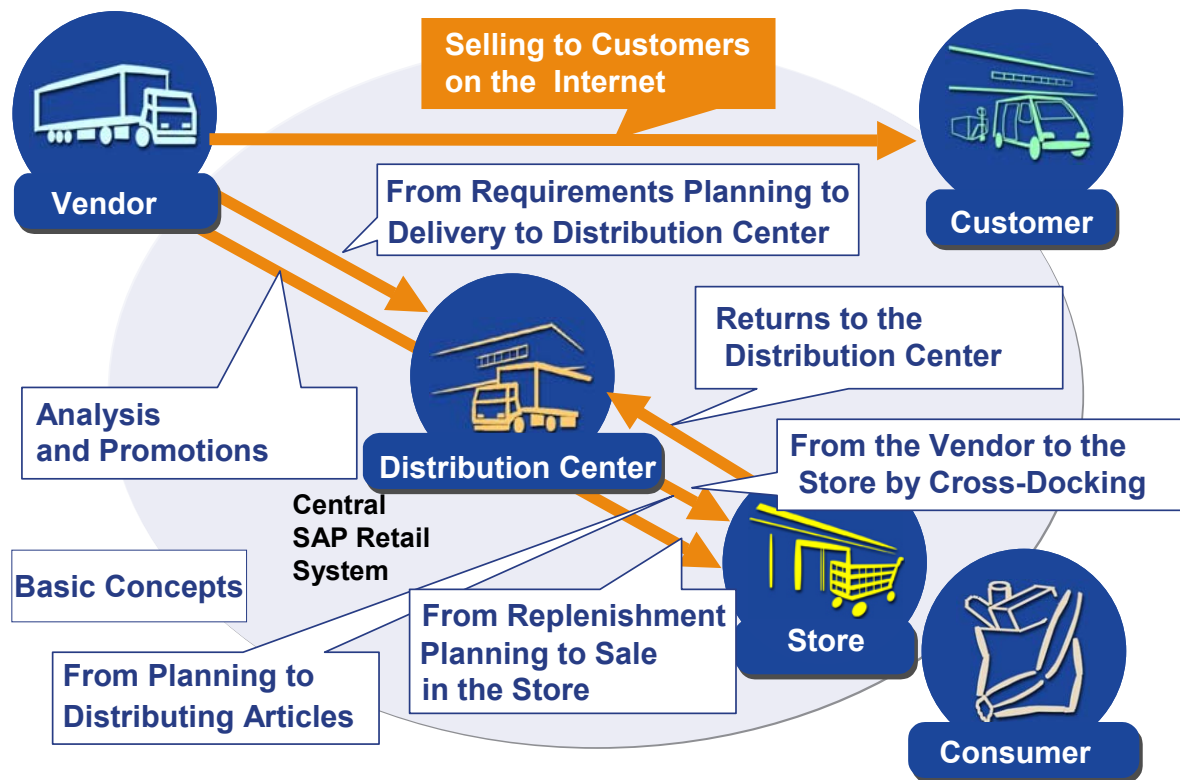 Selling to Customers
on the Internet
Vendor
Customer
From Requirements Planning to
Delivery to Distribution Center
Returns to the
Distribution Center
Analysis
and Promotions
From the Vendor to the
Store by Cross-Docking
Distribution Center
Central
SAP Retail
System
Basic Concepts
From Replenishment
Planning to Sale
in the Store
Store
From Planning to
Distributing Articles
Consumer